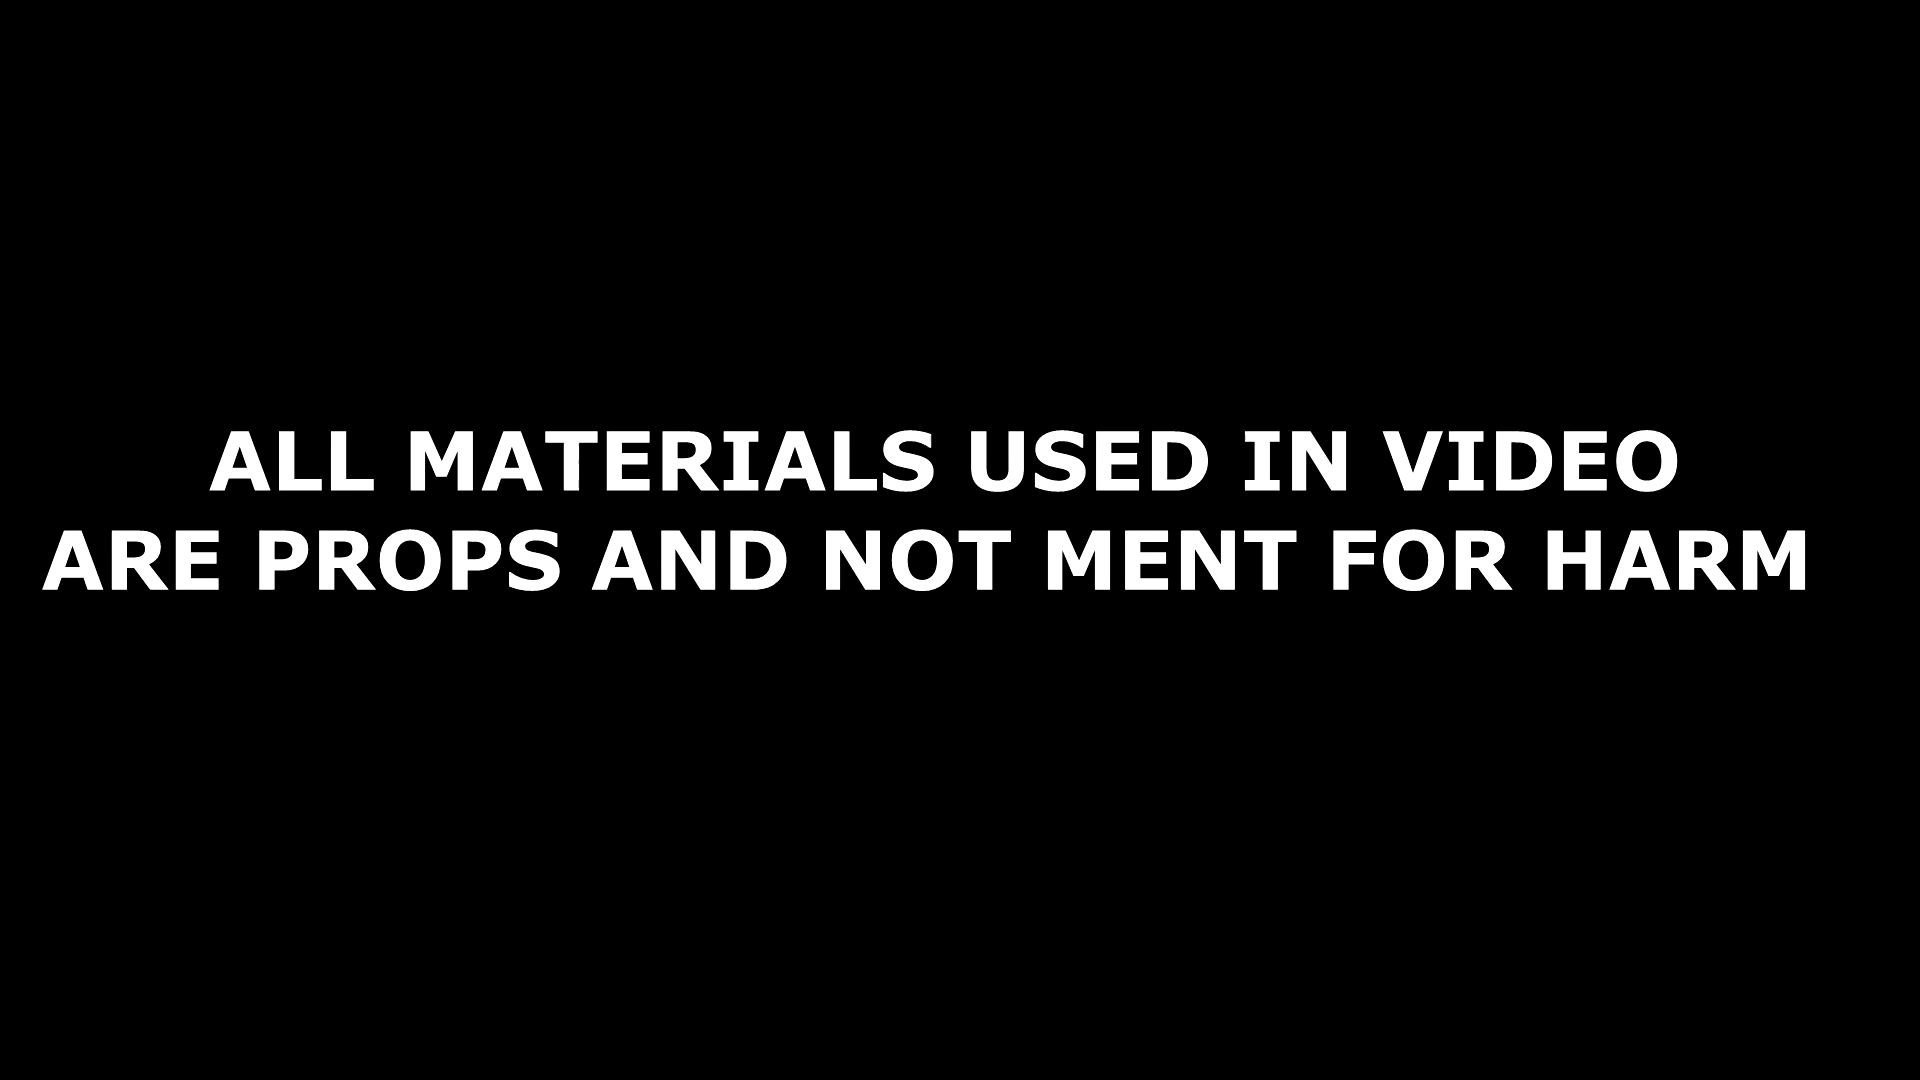 ALL MATERIALS USED IN VIDEO
ARE PROPS AND NOT MENT FOR HARM